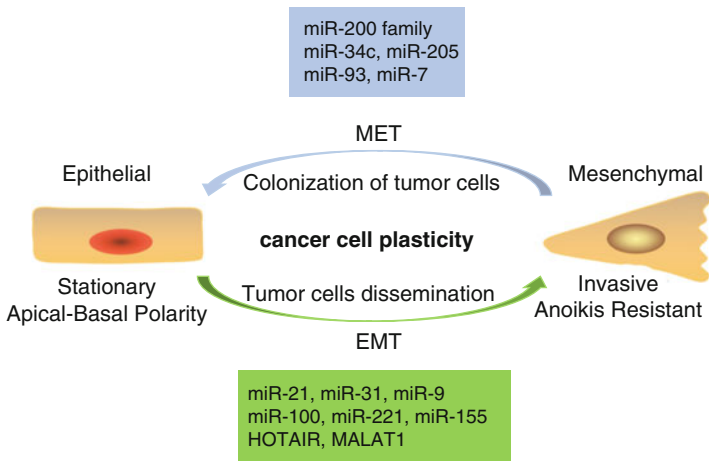 miR-200 family
miR-34c, miR-205
miR-93, miR-7
MET
Epithelial
Mesenchymal
Colonization of tumor cells
cancer cell plasticity
Stationary
Apical-Basal Polarity
Tumor cells dissemination
Invasive
Anoikis Resistant
EMT
miR-21, miR-31, miR-9
miR-100, miR-221, miR-155
HOTAIR, MALAT1